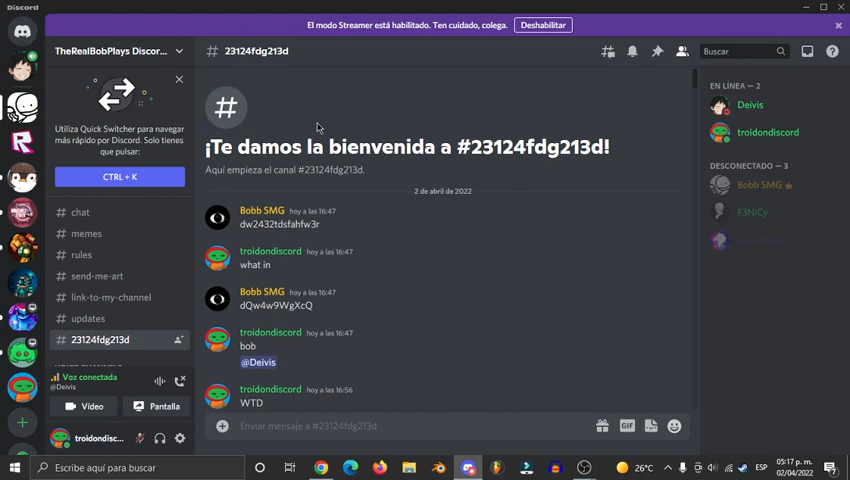 Discord
El modo Streamer está habilitado. Ten cuidado, colega.
Deshabilitar
TheRealBobPlays Discor...
23124fdg213d
Buscar
Utiliza Quick Switcher para navegar
más rápido por Discord. Solo tienes
que pulsar:
CTRL + K
# chat
# memes
# rules
# send-me-art
# link-to-my-channel
# updates
# 23124fdg213d
Voz conectada
@Deivis
Vídeo
Pantalla
troidondisc...
¡Te damos la bienvenida a #23124fdg213d!
Aquí empieza el canal #23124fdg213d.
2 de abril de 2022
Bobb SMG hoy a las 16:47
dw2432tdsfahfw3r
troidondiscord hoy a las 16:47
what in
Bobb SMG hoy a las 16:47
dQw4w9WgXcQ
troidondiscord hoy a las 16:47
bob
@Deivis
troidondiscord hoy a las 16:56
WTD
Enviar mensaje a #23124fdg213d
GIF
EN LÍNEA — 2
Deivis
troidondiscord
DESCONECTADO — 3
Bobb SMG
F3NiCy
Escribe aquí para buscar
26°C
ESP
05:17 p. m.
02/04/2022